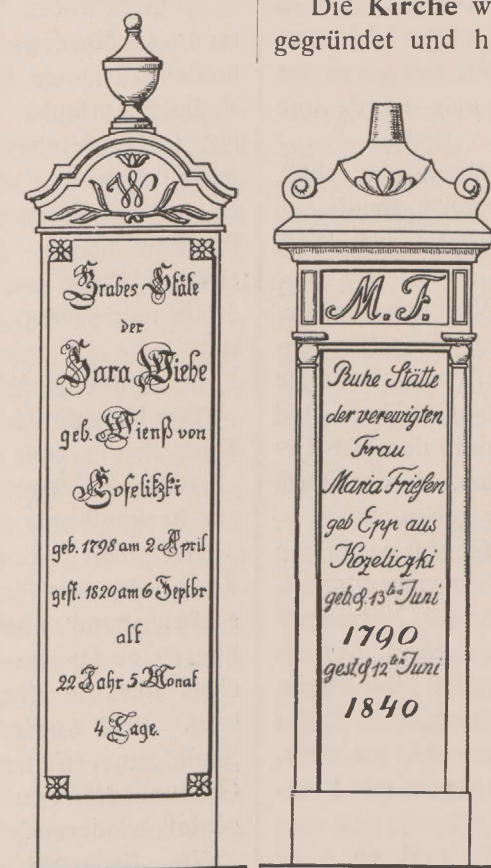 Die Kirche w
gegründet und h
W
Grabes Stäte
der
Sara Wiebe
geb. Wienß von
Koselitzki
geb. 1798 am 2 April
gest. 1820 am 6 Septbr
alt
22 Jahr 5 Monat
4 Tage.
M. F.
Ruhe Stätte
der verewigten
Frau
Maria Friesen
geb Epp aus
Kozeliczki
geb. d. 13ten Juni
1790
gest. d 12ten Juni
1840